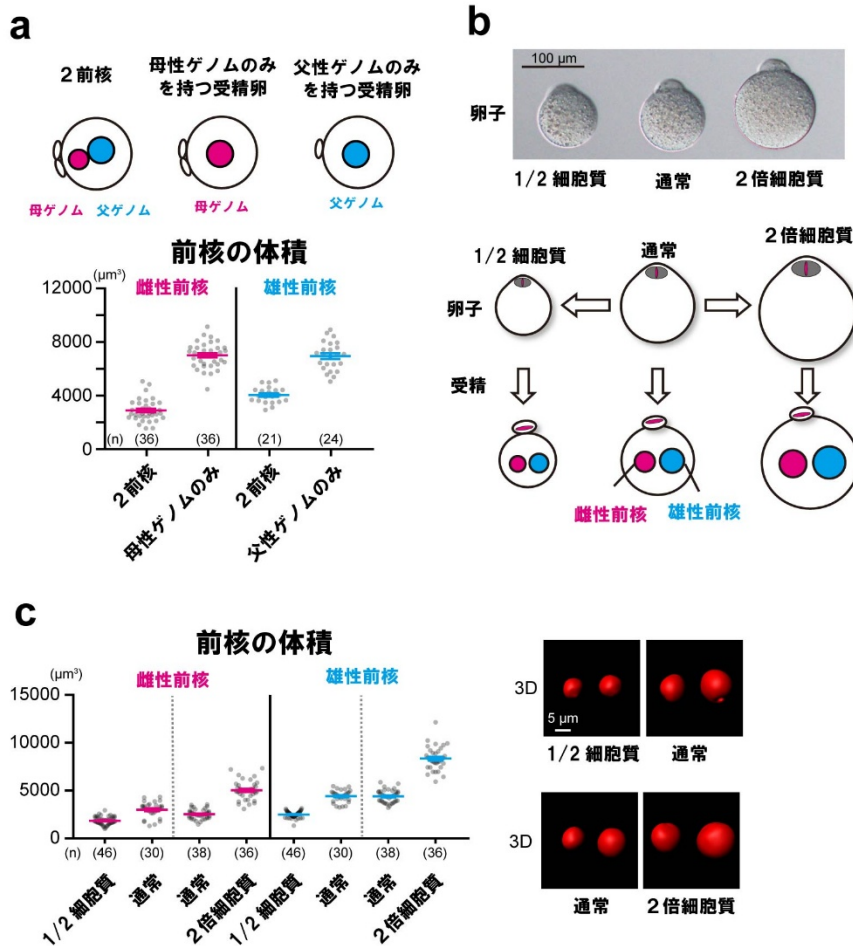 a
2前核
母性ゲノムのみ
を持つ受精卵
父性ゲノムのみ
を持つ受精卵
母ゲノム 父ゲノム
母ゲノム
父ゲノム
前核の体積
(μm³)
雌性前核
雄性前核
12000
8000
4000
0
(n) (36) (36) (21) (24)
2前核
母性ゲノムのみ
2前核
父性ゲノムのみ
b
100 μm
卵子
1/2 細胞質
通常
2倍細胞質
1/2 細胞質
通常
2倍細胞質
卵子
受精
雌性前核
雄性前核
c
前核の体積
(μm³)
雌性前核
雄性前核
15000
10000
5000
0
(n) (46) (30) (38) (36) (46) (30) (38) (36)
1/2 細胞質
通常
通常
2倍細胞質
1/2 細胞質
通常
通常
2倍細胞質
3D
5 μm
1/2 細胞質
通常
3D
通常
2倍細胞質